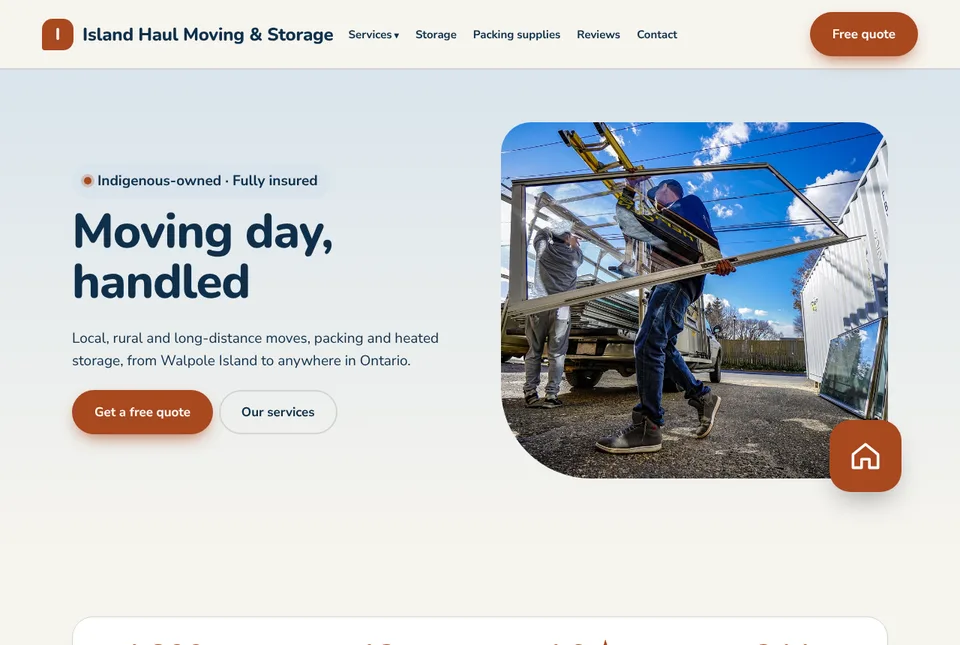 I
Island Haul Moving & Storage
Services ▾
Storage
Packing supplies
Reviews
Contact
Free quote
Indigenous-owned · Fully insured
Moving day,
handled
Local, rural and long-distance moves, packing and heated
storage, from Walpole Island to anywhere in Ontario.
Get a free quote
Our services